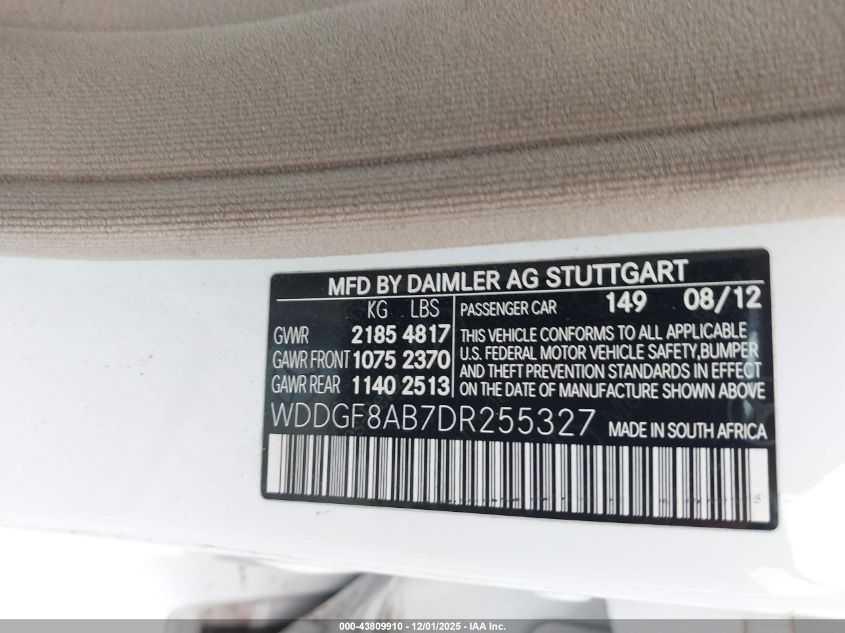 MFD BY DAIMLER AG STUTTGART
KG LBS
GVWR 2185 4817
GAWR FRONT 1075 2370
GAWR REAR 1140 2513
PASSENGER CAR 149 08/12
THIS VEHICLE CONFORMS TO ALL APPLICABLE
U.S. FEDERAL MOTOR VEHICLE SAFETY,BUMPER
AND THEFT PREVENTION STANDARDS IN EFFECT
ON THE DATE OF MANUFACTURE SHOWN ABOVE
WDDGF8AB7DR255327 MADE IN SOUTH AFRICA
000-43809910 - 12/01/2025 - IAA Inc.